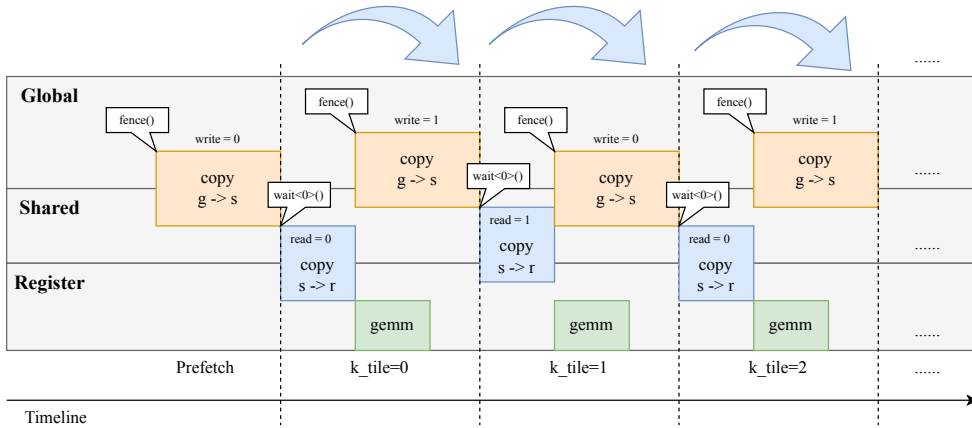 ......
Global
fence()
write = 0
copy
g -> s
fence()
write = 1
copy
g -> s
fence()
write = 0
copy
g -> s
fence()
write = 1
copy
g -> s
......
Shared
wait<0>()
read = 0
copy
s -> r
wait<0>()
read = 1
copy
s -> r
wait<0>()
read = 0
copy
s -> r
......
Register
gemm
gemm
gemm
......
Prefetch
k_tile=0
k_tile=1
k_tile=2
......
Timeline